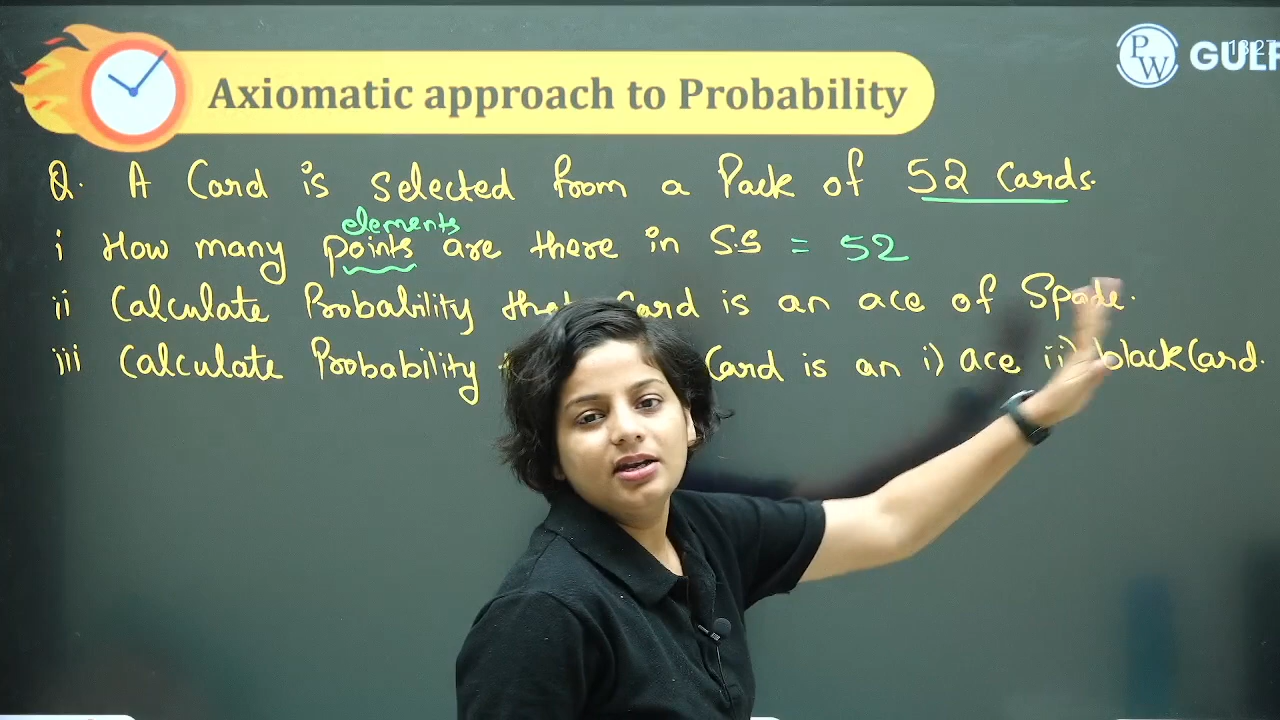 Axiomatic approach to Probability
PW GULF
Q. A Card is selected from a Pack of 52 Cards.
elements
i How many points are there in S.S = 52
ii Calculate Probability that Card is an ace of Spade.
iii Calculate Probability Card is an i) ace ii) black Card.